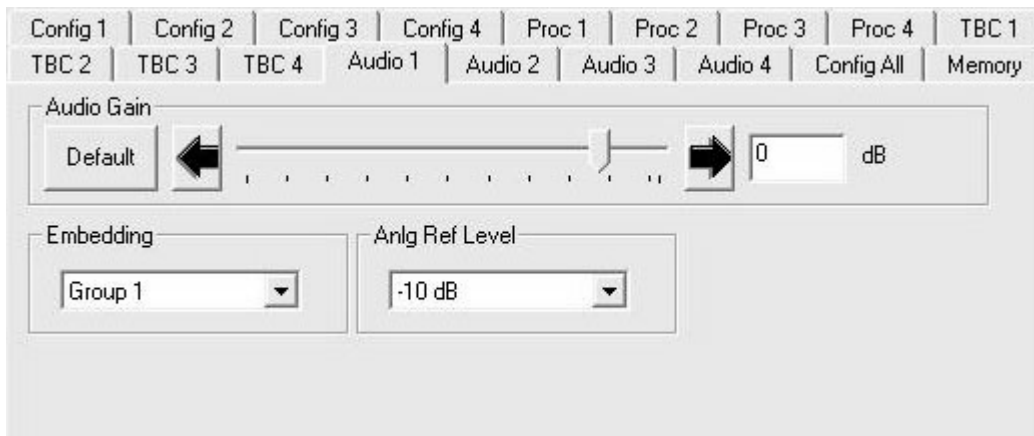 Config 1 Config 2 Config 3 Config 4 Proc 1 Proc 2 Proc 3 Proc 4 TBC 1
TBC 2 TBC 3 TBC 4 Audio 1 Audio 2 Audio 3 Audio 4 Config All Memory
Audio Gain
Default 0 dB
Embedding Anlg Ref Level
Group 1 -10 dB